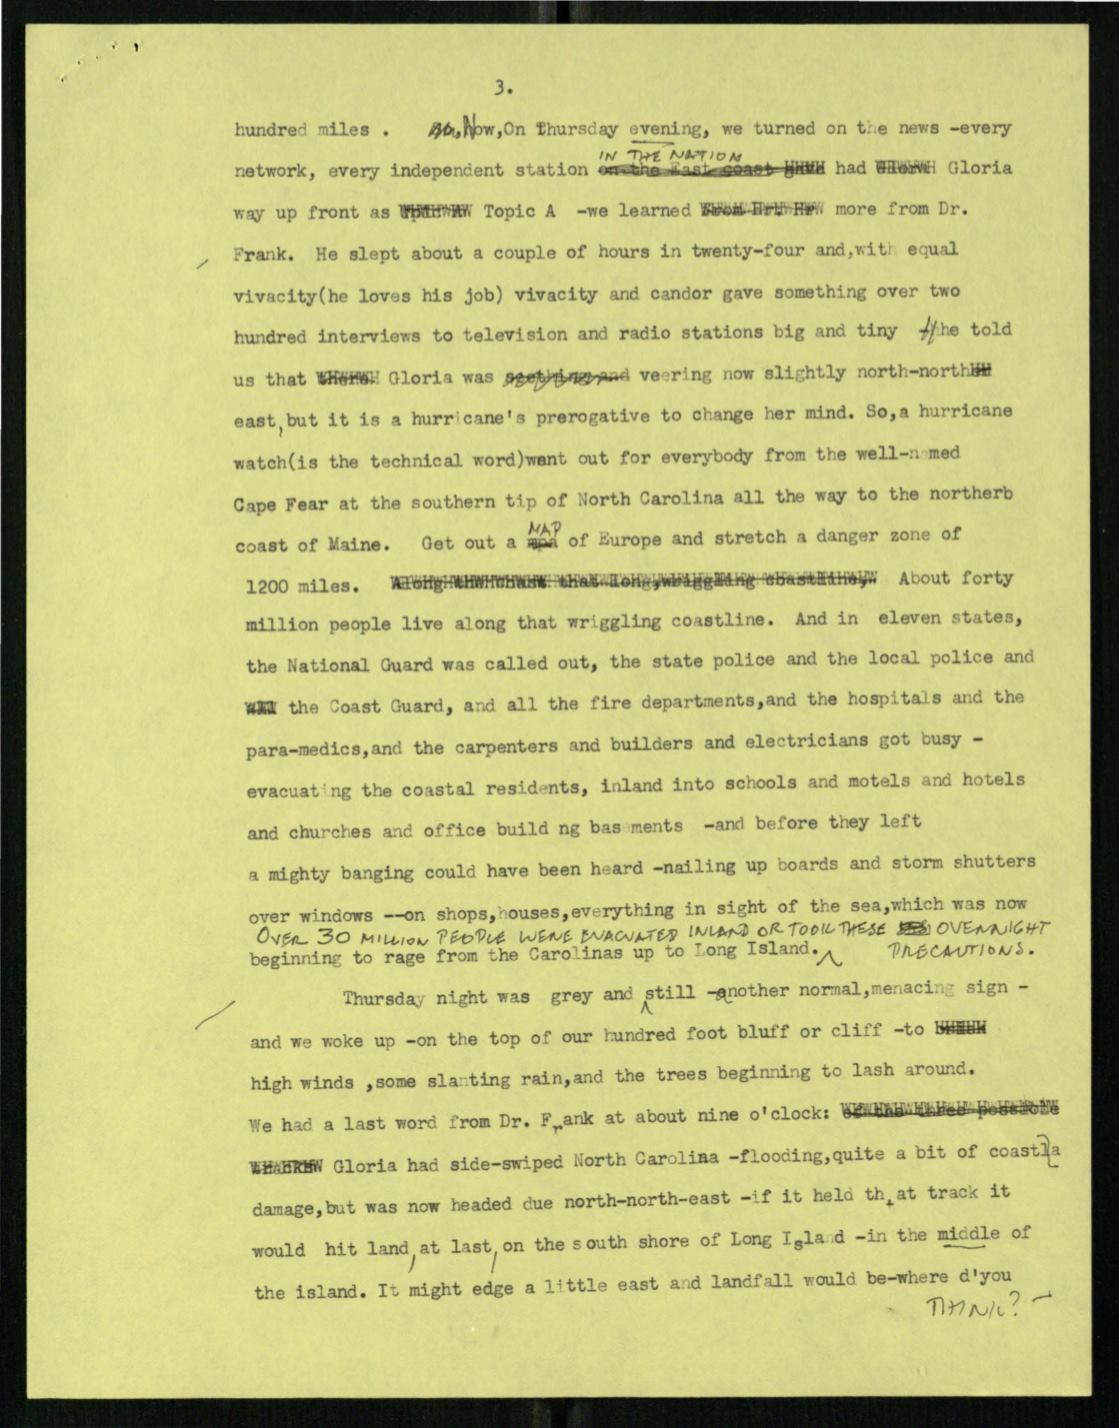 3.
hundred miles . Now,On Thursday evening, we turned on the news -every
IN THE NATION
network, every independent station on the East coast had Gloria
way up front as Topic A -we learned more from Dr.
Frank. He slept about a couple of hours in twenty-four and,with equal
vivacity(he loves his job) vivacity and candor gave something over two
hundred interviews to television and radio stations big and tiny he told
us that Gloria was seething and veering now slightly north-north
east,but it is a hurricane's prerogative to change her mind. So,a hurricane
watch(is the technical word)went out for everybody from the well-named
Cape Fear at the southern tip of North Carolina all the way to the northerb
MAP
coast of Maine. Get out a mpa of Europe and stretch a danger zone of
1200 miles. that long,wriggling coastline, About forty
million people live along that wriggling coastline. And in eleven states,
the National Guard was called out, the state police and the local police and
the Coast Guard, and all the fire departments,and the hospitals and the
para-medics,and the carpenters and builders and electricians got busy -
evacuating the coastal residents, inland into schools and motels and hotels
and churches and office build ng bas ments -and before they left
a mighty banging could have been heard -nailing up boards and storm shutters
over windows --on shops,houses,everything in sight of the sea,which was now
OVER 30 MILLION PEOPLE WERE EVACUATED INLAND OR TOOK THESE OVERNIGHT
beginning to rage from the Carolinas up to Long Island. PRECAUTIONS.
Thursday night was grey and still -another normal,menacing sign -
and we woke up -on the top of our hundred foot bluff or cliff -to
high winds ,some slanting rain,and the trees beginning to lash around.
We had a last word from Dr. Frank at about nine o'clock: of the three possible
Gloria had side-swiped North Carolina -flooding,quite a bit of coastla
damage,but was now headed due north-north-east -if it held that track it
would hit land,at last,on the south shore of Long Island -in the middle of
the island. It might edge a little east and landfall would be-where d'you
THINK? -